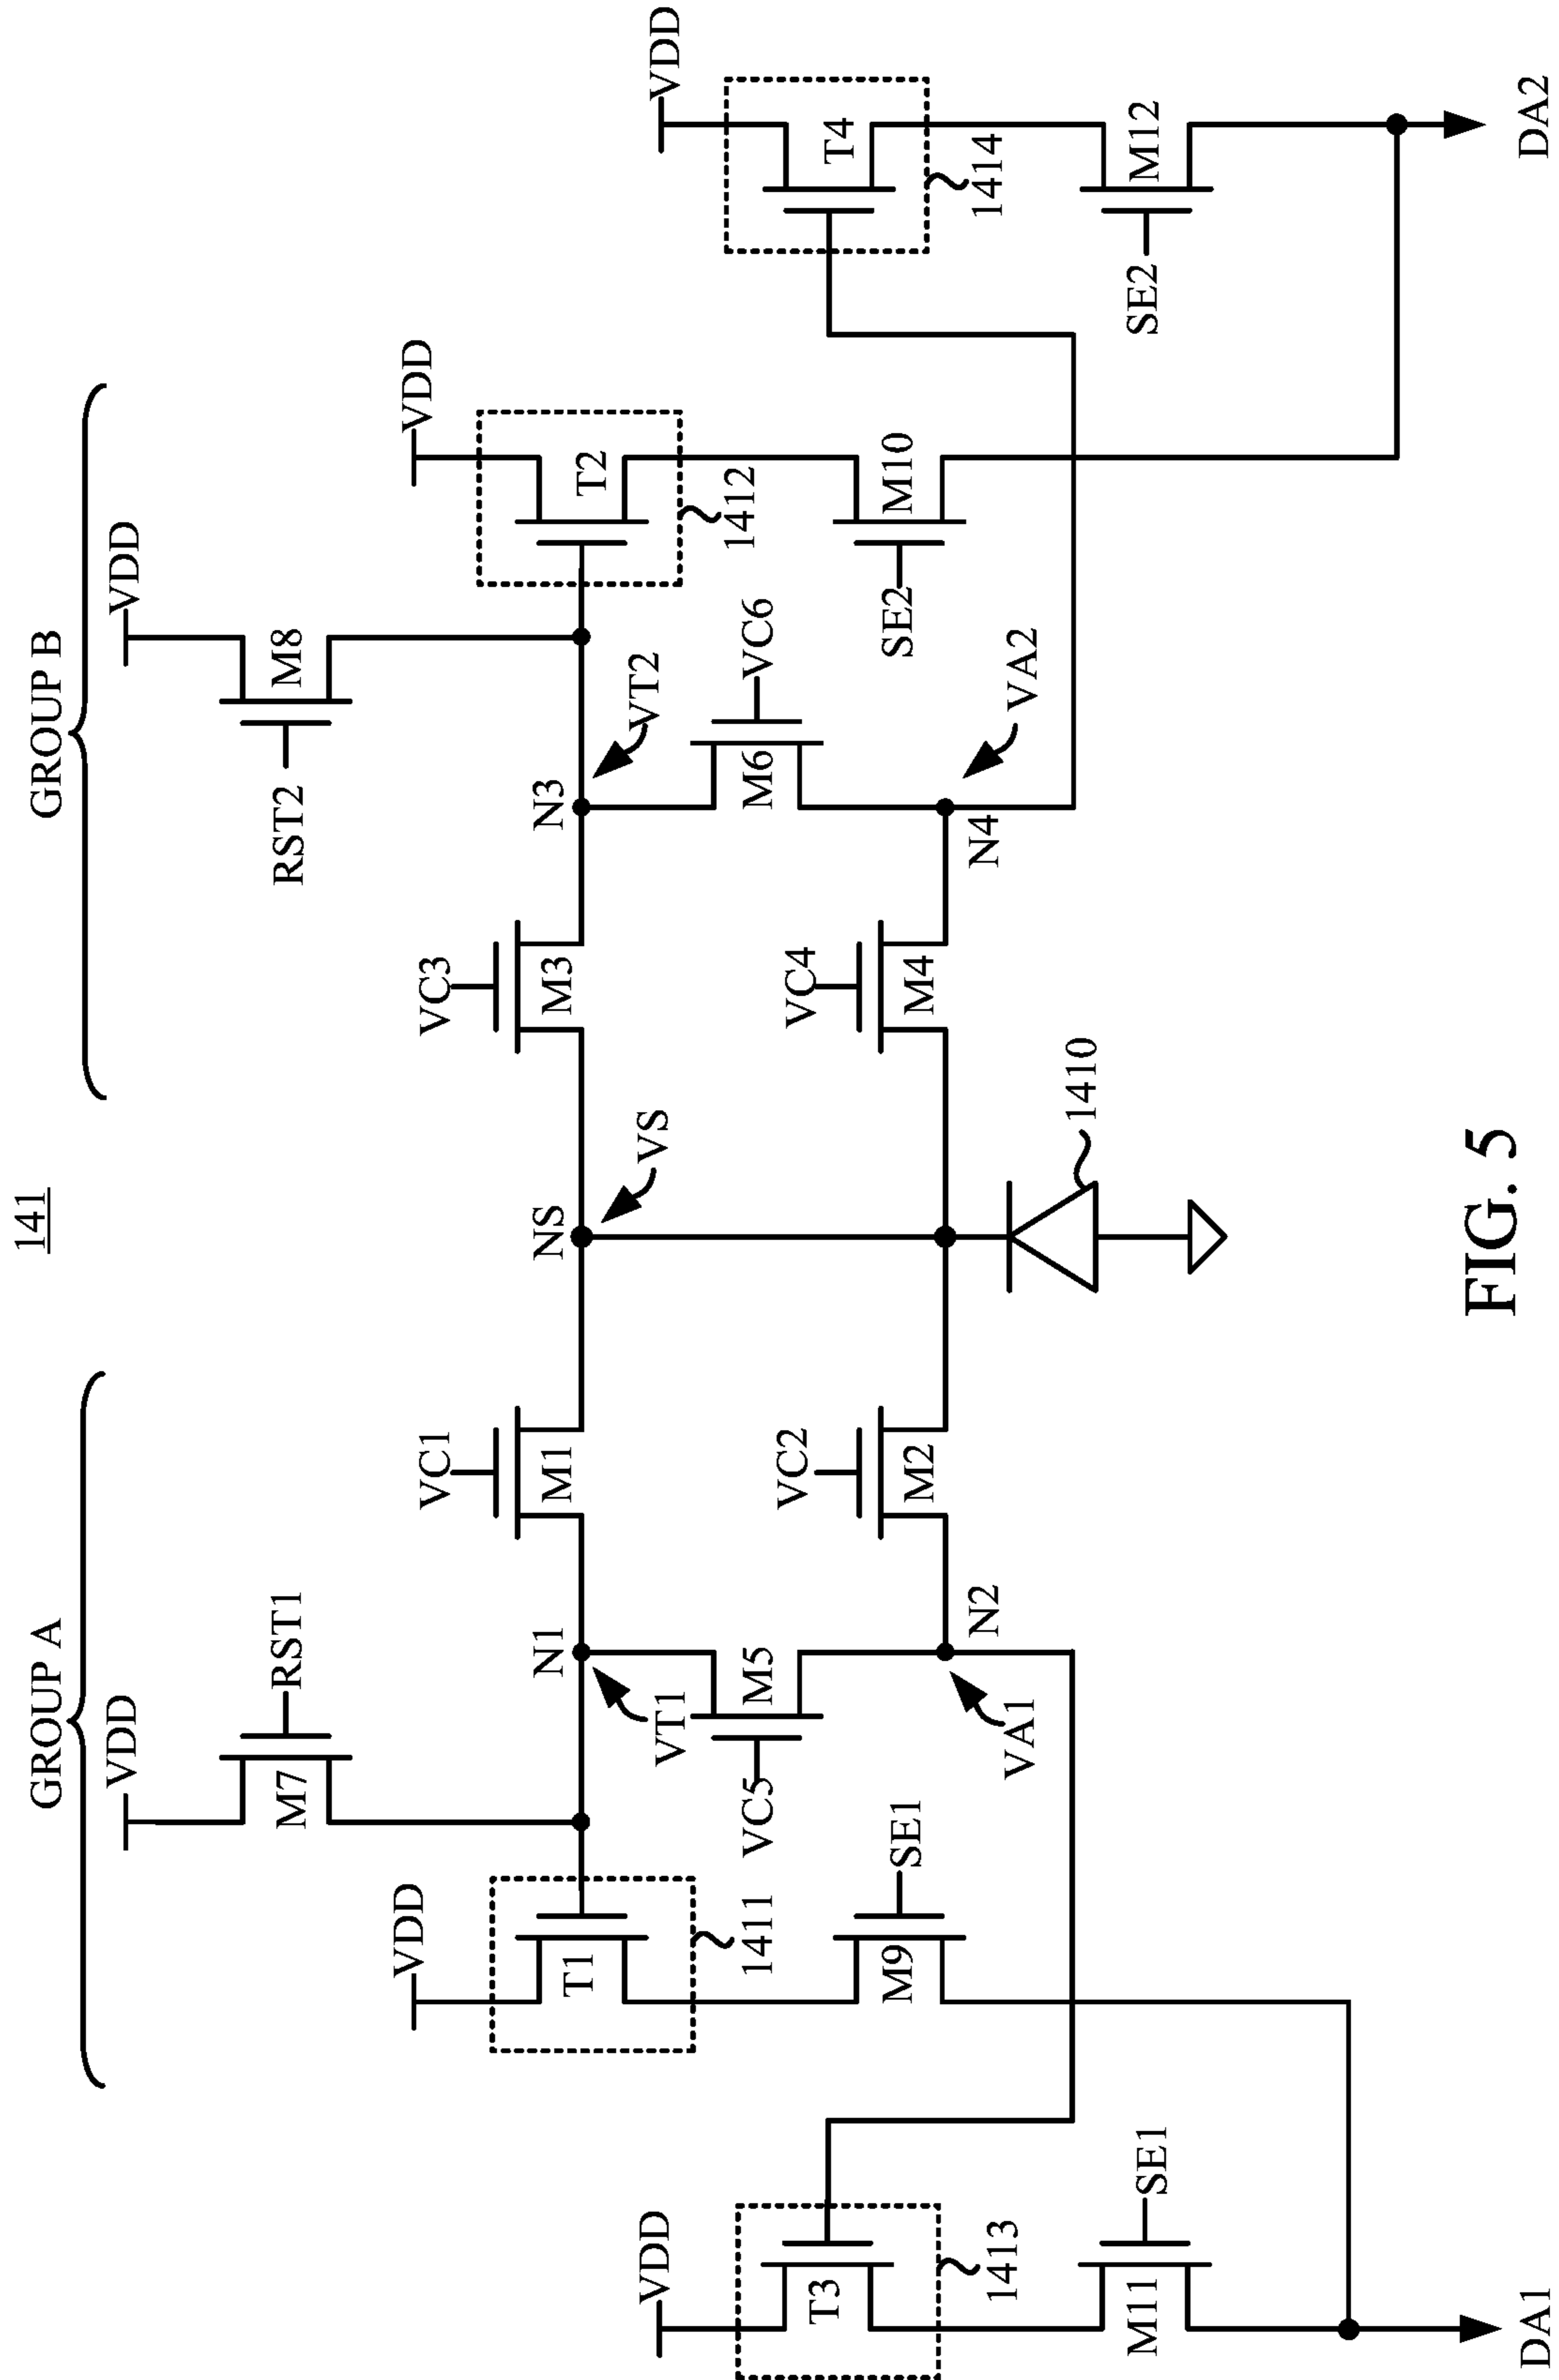 141
GROUP A
GROUP B
VDD
VDD
M7
RST1
RST2
M8
VDD
VDD
VC1
VC3
T1
N1
M1
NS
M3
N3
T2
VDD
VDD
VT1
VS
VT2
1411
VC5
M5
M6
VC6
1412
VC2
VC4
T3
M9
SE1
M2
M4
SE2
M10
T4
1413
VA1
N2
N4
VA2
1414
1410
M11
SE1
SE2
M12
DA1
DA2
FIG. 5